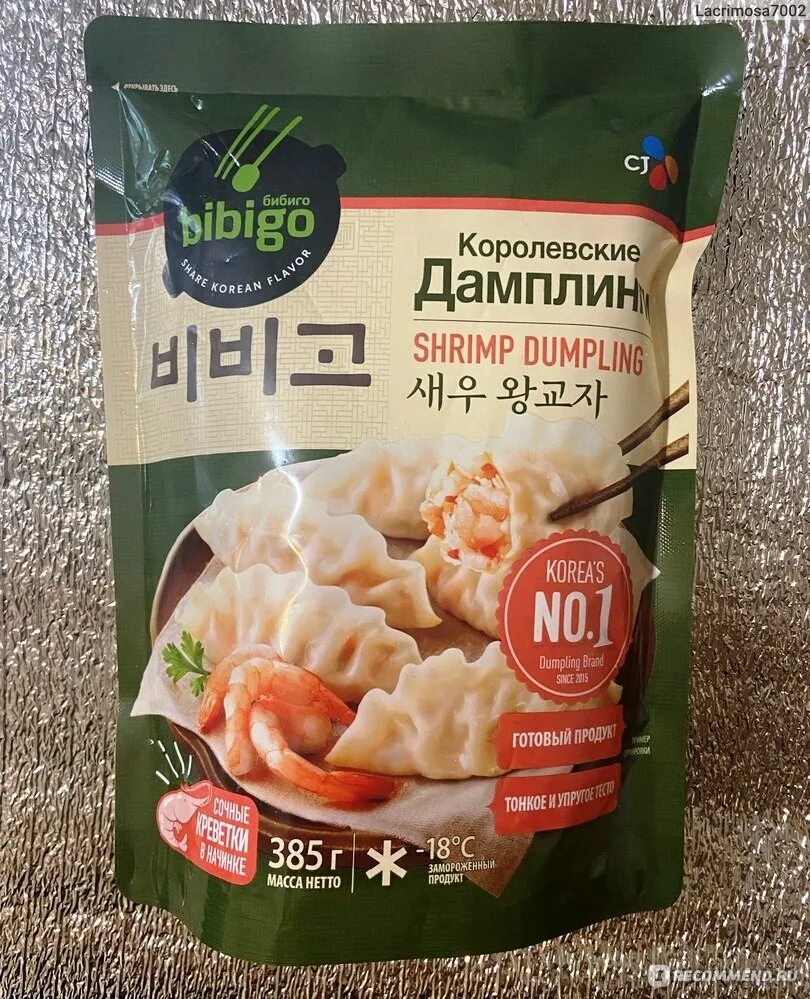 Lacrimosa7002
ОТКРЫВАТЬ ЗДЕСЬ
бибиго
bibigo
SHARE KOREAN FLAVOR
CJ
비비고
Королевские
Дамплинги
SHRIMP DUMPLING
새우 왕교자
KOREA'S
NO.1
Dumpling Brand
SINCE 2015
ГОТОВЫЙ ПРОДУКТ
ТОНКОЕ И УПРУГОЕ ТЕСТО
СОЧНЫЕ
КРЕВЕТКИ
В НАЧИНКЕ
385 г
МАССА НЕТТО
-18°C
ЗАМОРОЖЕННЫЙ
ПРОДУКТ
RECOMMEND.RU